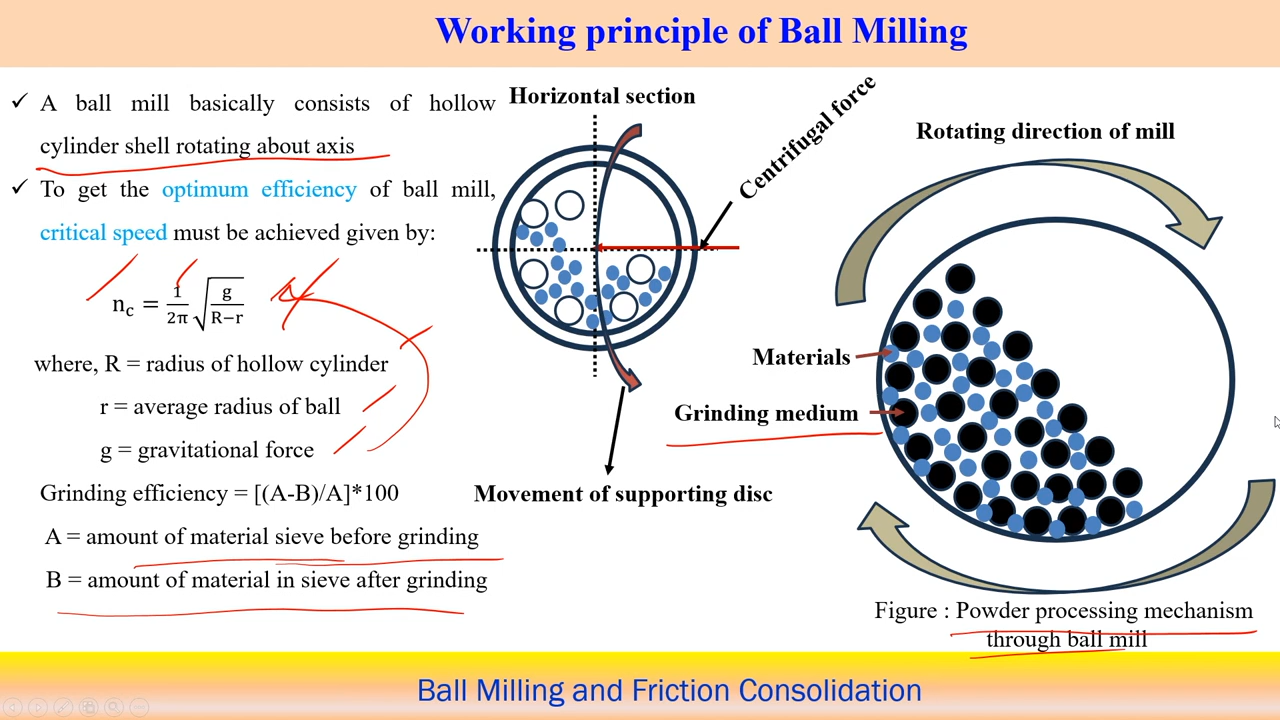 Working principle of Ball Milling
✓ A ball mill basically consists of hollow
cylinder shell rotating about axis
✓ To get the optimum efficiency of ball mill,
critical speed must be achieved given by:
n_c = 1/2π √(g/(R−r))
where, R = radius of hollow cylinder
r = average radius of ball
g = gravitational force
Grinding efficiency = [(A-B)/A]*100
A = amount of material sieve before grinding
B = amount of material in sieve after grinding
Horizontal section
Centrifugal force
Movement of supporting disc
Rotating direction of mill
Materials
Grinding medium
Figure : Powder processing mechanism
through ball mill
Ball Milling and Friction Consolidation